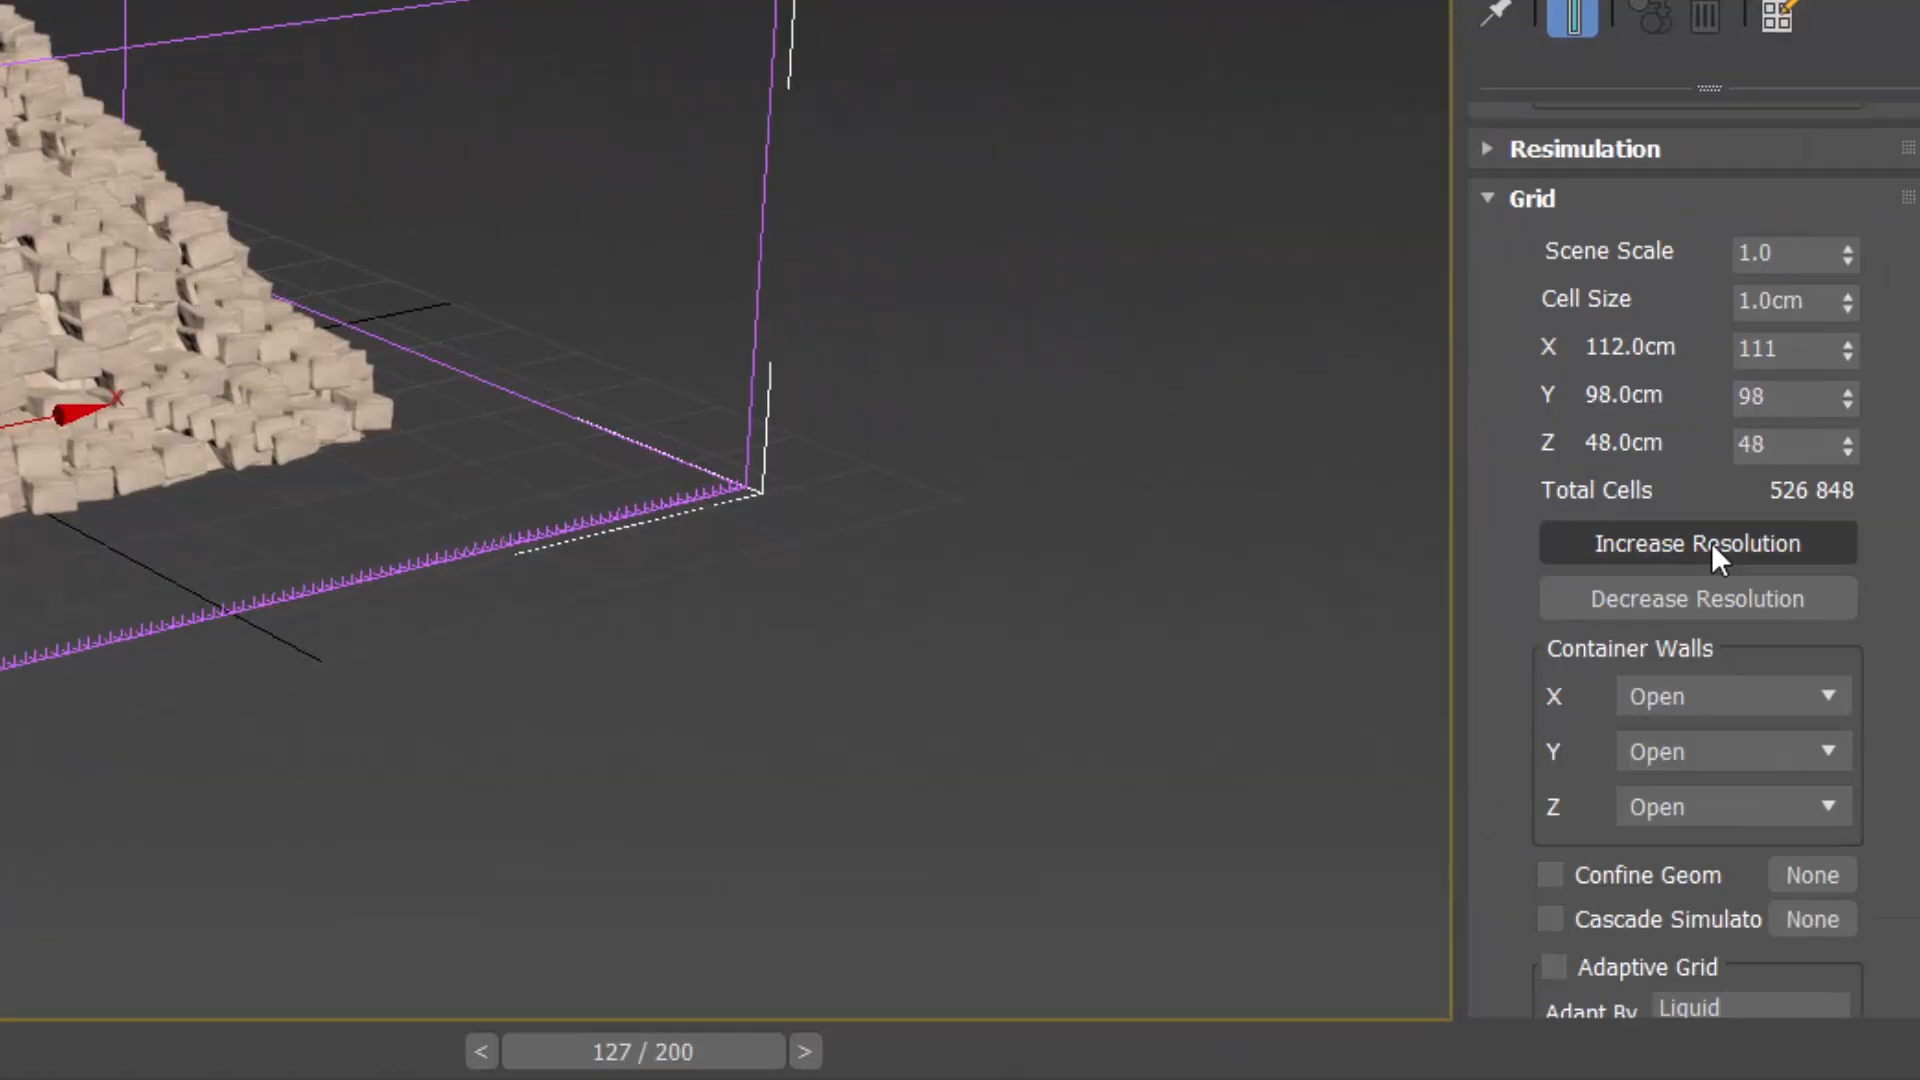 Resimulation
Grid
Scene Scale 1.0
Cell Size 1.0cm
X 112.0cm 111
Y 98.0cm 98
Z 48.0cm 48
Total Cells 526 848
Increase Resolution
Decrease Resolution
Container Walls
X Open
Y Open
Z Open
Confine Geom None
Cascade Simulato None
Adaptive Grid
Adapt By Liquid
X
< 127 / 200 >